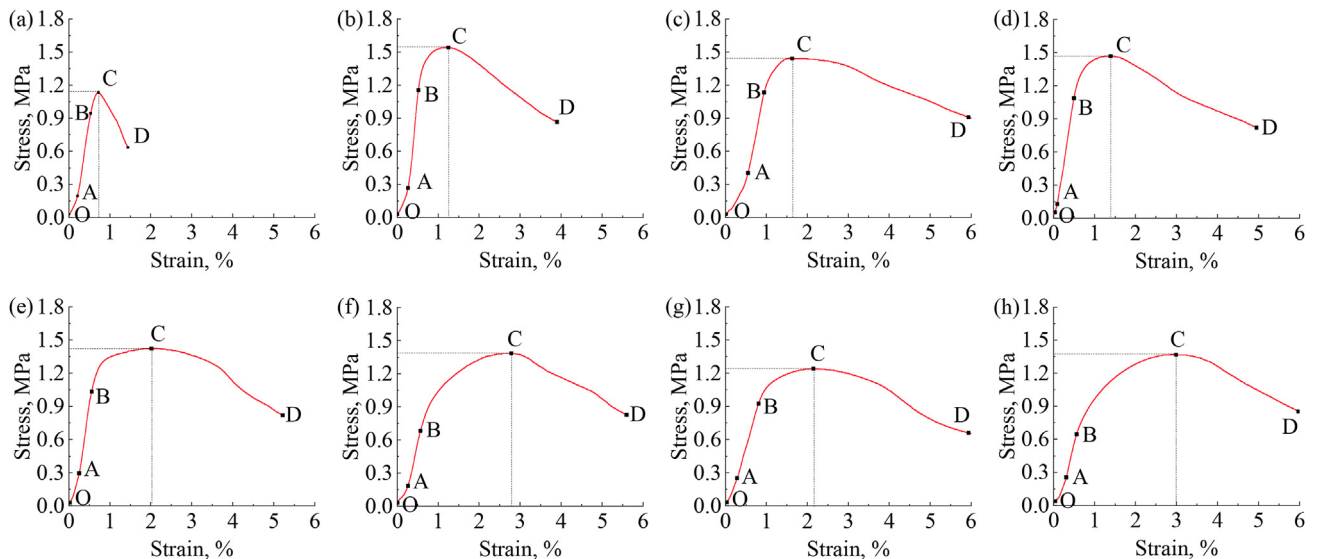 (a)
1.8
1.5
1.2
0.9
0.6
0.3
0.0
Stress, MPa
O
A
B
C
D
0 1 2 3 4 5 6
Strain, %
(b)
1.8
1.5
1.2
0.9
0.6
0.3
0.0
Stress, MPa
O
A
B
C
D
0 1 2 3 4 5 6
Strain, %
(c)
1.8
1.5
1.2
0.9
0.6
0.3
0.0
Stress, MPa
O
A
B
C
D
0 1 2 3 4 5 6
Strain, %
(d)
1.8
1.5
1.2
0.9
0.6
0.3
0.0
Stress, MPa
O
A
B
C
D
0 1 2 3 4 5 6
Strain, %
(e)
1.8
1.5
1.2
0.9
0.6
0.3
0.0
Stress, MPa
O
A
B
C
D
0 1 2 3 4 5 6
Strain, %
(f)
1.8
1.5
1.2
0.9
0.6
0.3
0.0
Stress, MPa
O
A
B
C
D
0 1 2 3 4 5 6
Strain, %
(g)
1.8
1.5
1.2
0.9
0.6
0.3
0.0
Stress, MPa
O
A
B
C
D
0 1 2 3 4 5 6
Strain, %
(h)
1.8
1.5
1.2
0.9
0.6
0.3
0.0
Stress, MPa
O
A
B
C
D
0 1 2 3 4 5 6
Strain, %